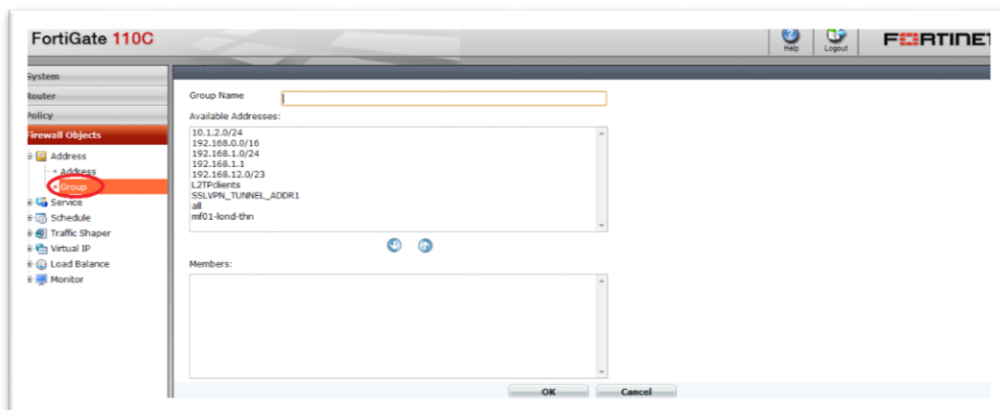 FortiGate 110C
Help
Logout
System
Router
Policy
Firewall Objects
Address
Address
Group
Service
Schedule
Traffic Shaper
Virtual IP
Load Balance
Monitor
Group Name
Available Addresses:
10.1.2.0/24
192.168.0.0/16
192.168.1.0/24
192.168.1.1
192.168.12.0/23
L2TPclients
SSLVPN_TUNNEL_ADDR1
all
mf01-lond-thn
Members:
OK Cancel
FORTINET